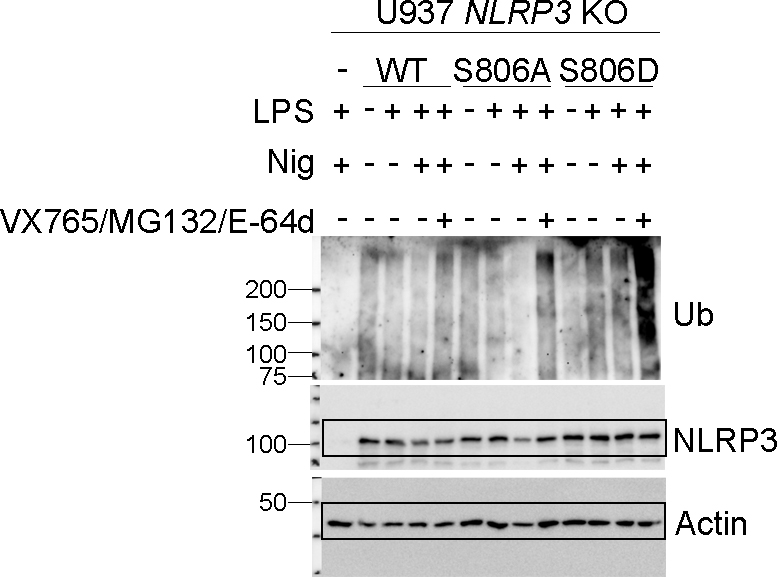 U937 NLRP3 KO
- WT S806A S806D
LPS + - + + + - + + + - + + +
Nig + - - + + - - + + - - + +
VX765/MG132/E-64d - - - - + - - - + - - - +
200
150
100
75
Ub
100
NLRP3
50
Actin